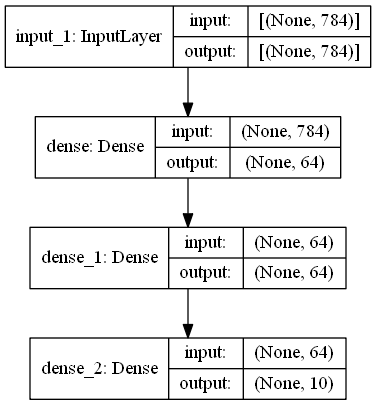 input_1: InputLayer
input: [(None, 784)]
output: [(None, 784)]
dense: Dense
input: (None, 784)
output: (None, 64)
dense_1: Dense
input: (None, 64)
output: (None, 64)
dense_2: Dense
input: (None, 64)
output: (None, 10)